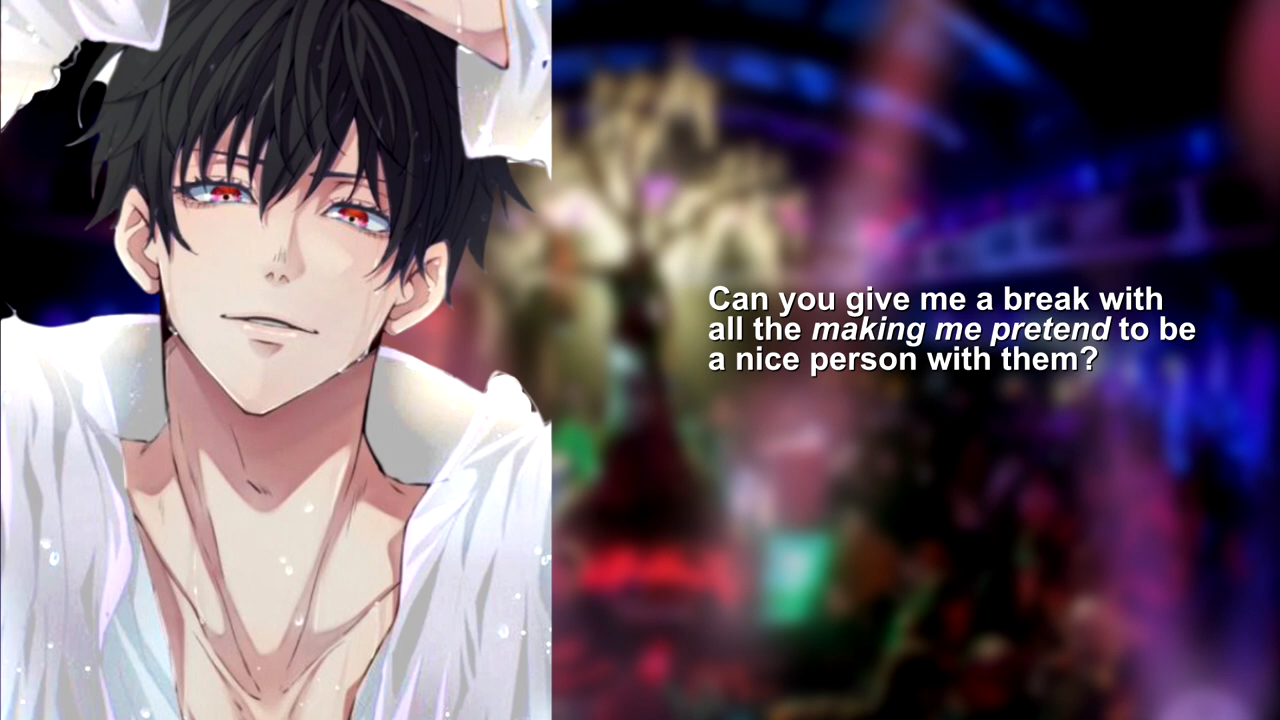 Can you give me a break with
all the making me pretend to be
a nice person with them?